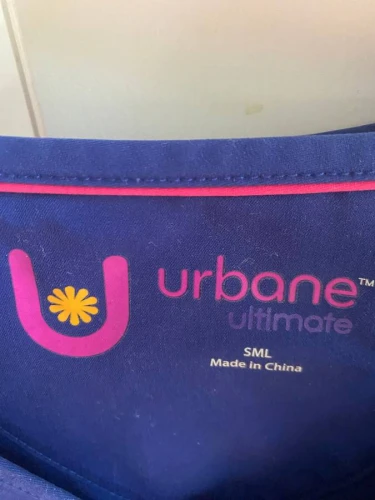 urbane™
ultimate
SML
Made in China